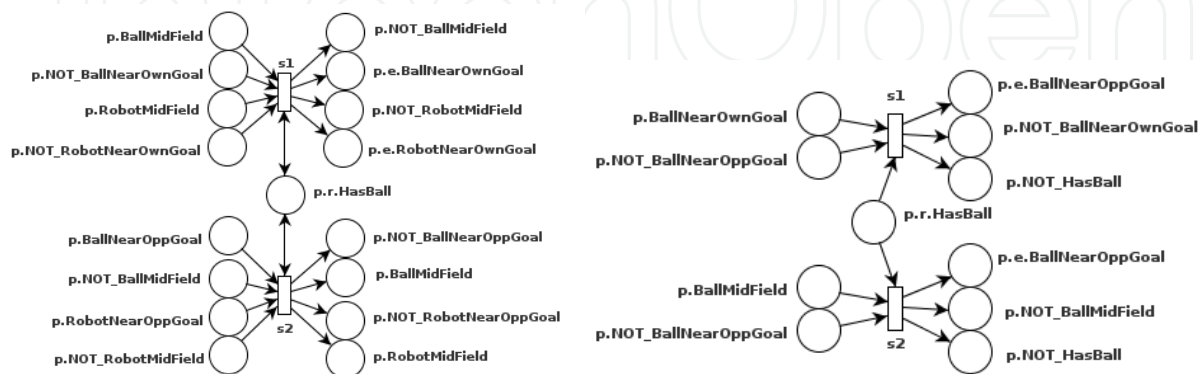 p.BallMidField
p.NOT_BallNearOwnGoal
p.RobotMidField
p.NOT_RobotNearOwnGoal
s1
p.NOT_BallMidField
p.e.BallNearOwnGoal
p.NOT_RobotMidField
p.e.RobotNearOwnGoal
p.r.HasBall
p.BallNearOppGoal
p.NOT_BallMidField
p.RobotNearOppGoal
p.NOT_RobotMidField
s2
p.NOT_BallNearOppGoal
p.BallMidField
p.NOT_RobotNearOppGoal
p.RobotMidField
p.BallNearOwnGoal
p.NOT_BallNearOppGoal
s1
p.e.BallNearOppGoal
p.NOT_BallNearOwnGoal
p.NOT_HasBall
p.r.HasBall
p.BallMidField
p.NOT_BallNearOppGoal
s2
p.e.BallNearOppGoal
p.NOT_BallMidField
p.NOT_HasBall